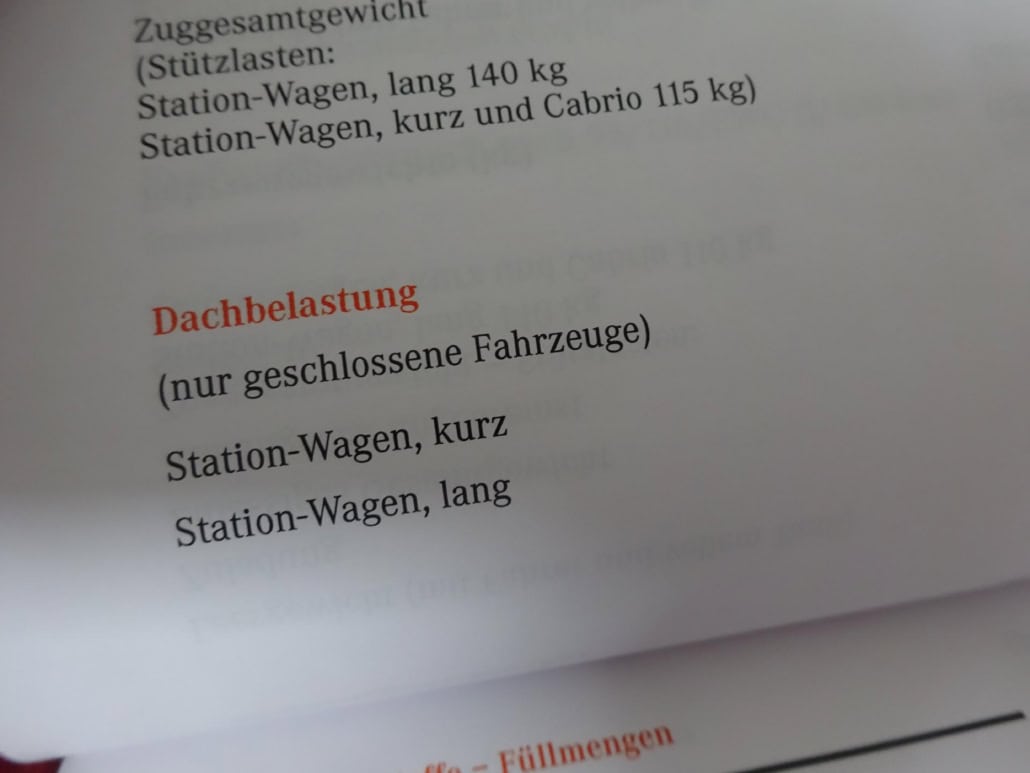 Zuggesamtgewicht
(Stützlasten:
Station-Wagen, lang 140 kg
Station-Wagen, kurz und Cabrio 115 kg)
Dachbelastung
(nur geschlossene Fahrzeuge)
Station-Wagen, kurz
Station-Wagen, lang
– Füllmengen